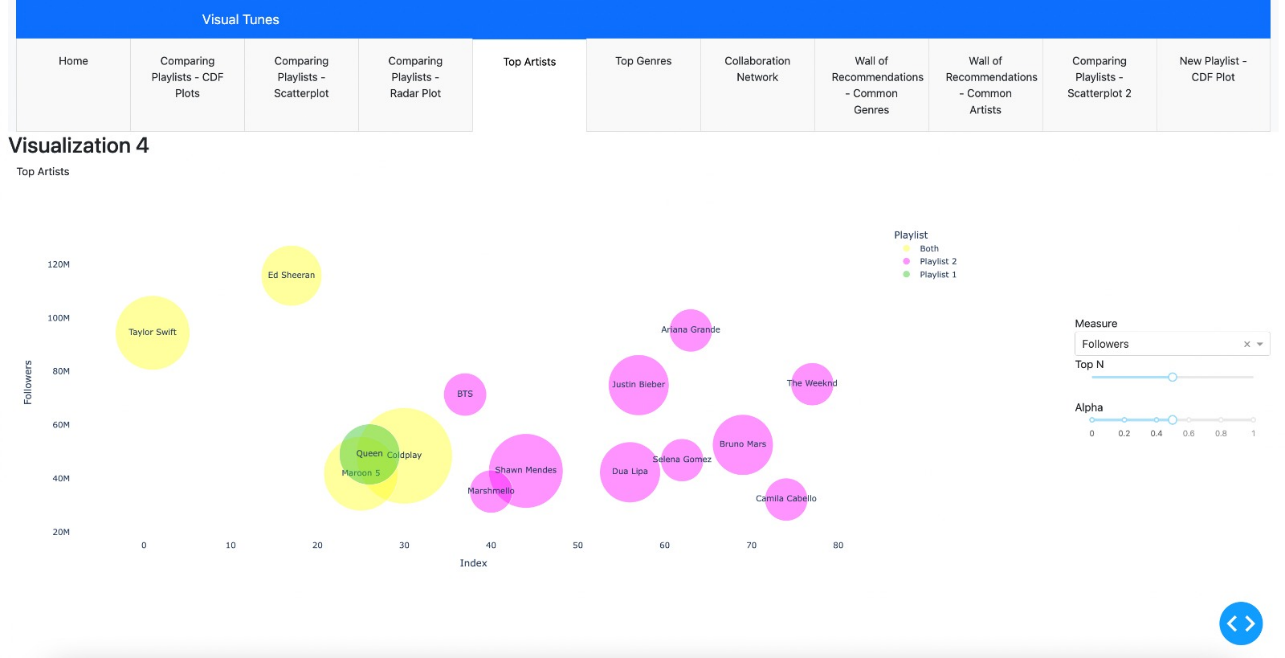 Visual Tunes
Home
Comparing
Playlists - CDF
Plots
Comparing
Playlists -
Scatterplot
Comparing
Playlists -
Radar Plot
Top Artists
Top Genres
Collaboration
Network
Wall of
Recommendations
- Common
Genres
Wall of
Recommendations
- Common
Artists
Comparing
Playlists -
Scatterplot 2
New Playlist -
CDF Plot
Visualization 4
Top Artists
Playlist
Both
Playlist 2
Playlist 1
120M
100M
80M
60M
40M
20M
Followers
Ed Sheeran
Taylor Swift
Ariana Grande
Justin Bieber
The Weeknd
BTS
Bruno Mars
Queen
Coldplay
Selena Gomez
Maroon 5
Shawn Mendes
Dua Lipa
Marshmello
Camila Cabello
0 10 20 30 40 50 60 70 80
Index
Measure
Followers
Top N
Alpha
0 0.2 0.4 0.6 0.8 1